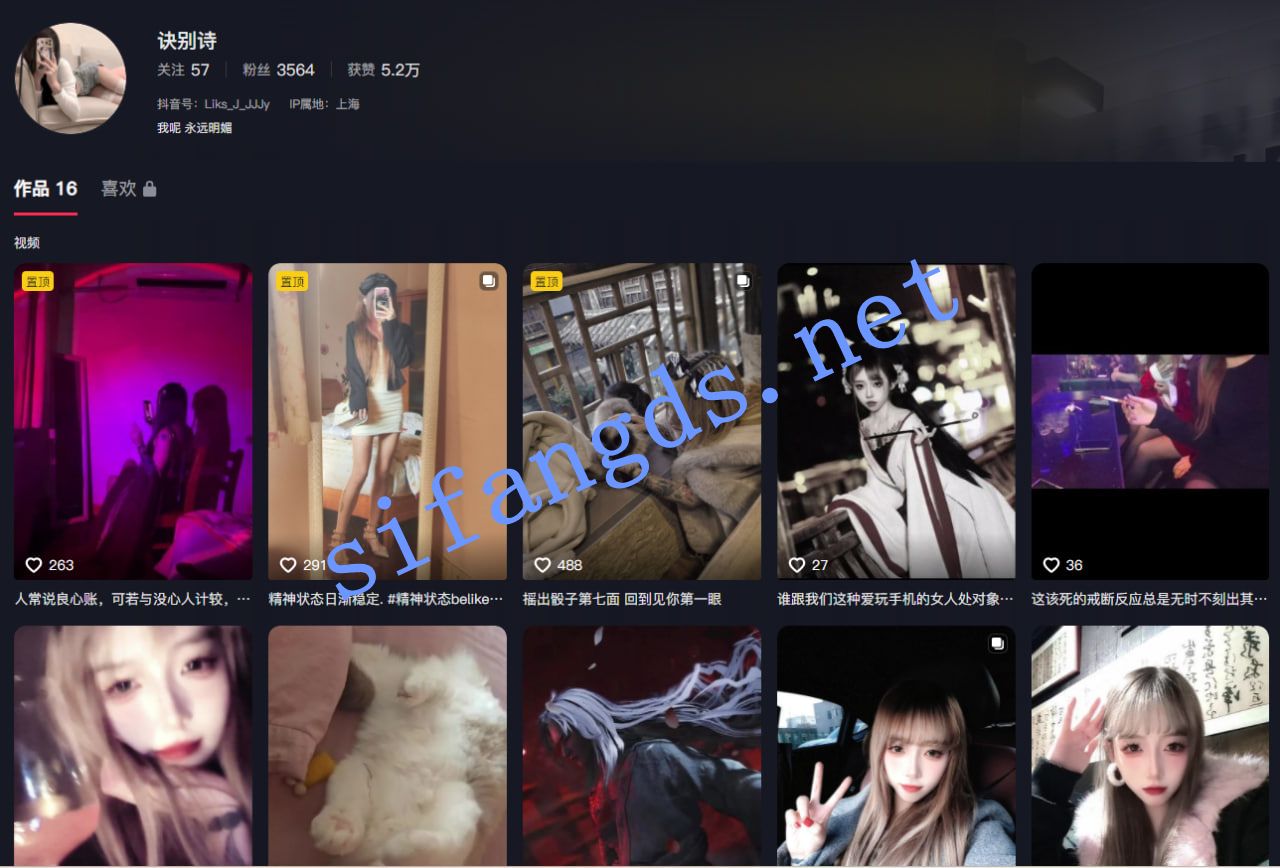 诀别诗
关注 57 粉丝 3564 获赞 5.2万
抖音号：Liks_J_JJJy IP属地：上海
我呢 永远明媚
作品 16 喜欢
视频
置顶 置顶 置顶
263 291 488 27 36
人常说良心账，可若与没心人计较，…
精神状态日渐稳定. #精神状态belike…
摇出骰子第七面 回到见你第一眼
谁跟我们这种爱玩手机的女人处对象…
这该死的戒断反应总是无时不刻出其…
sifangds.net